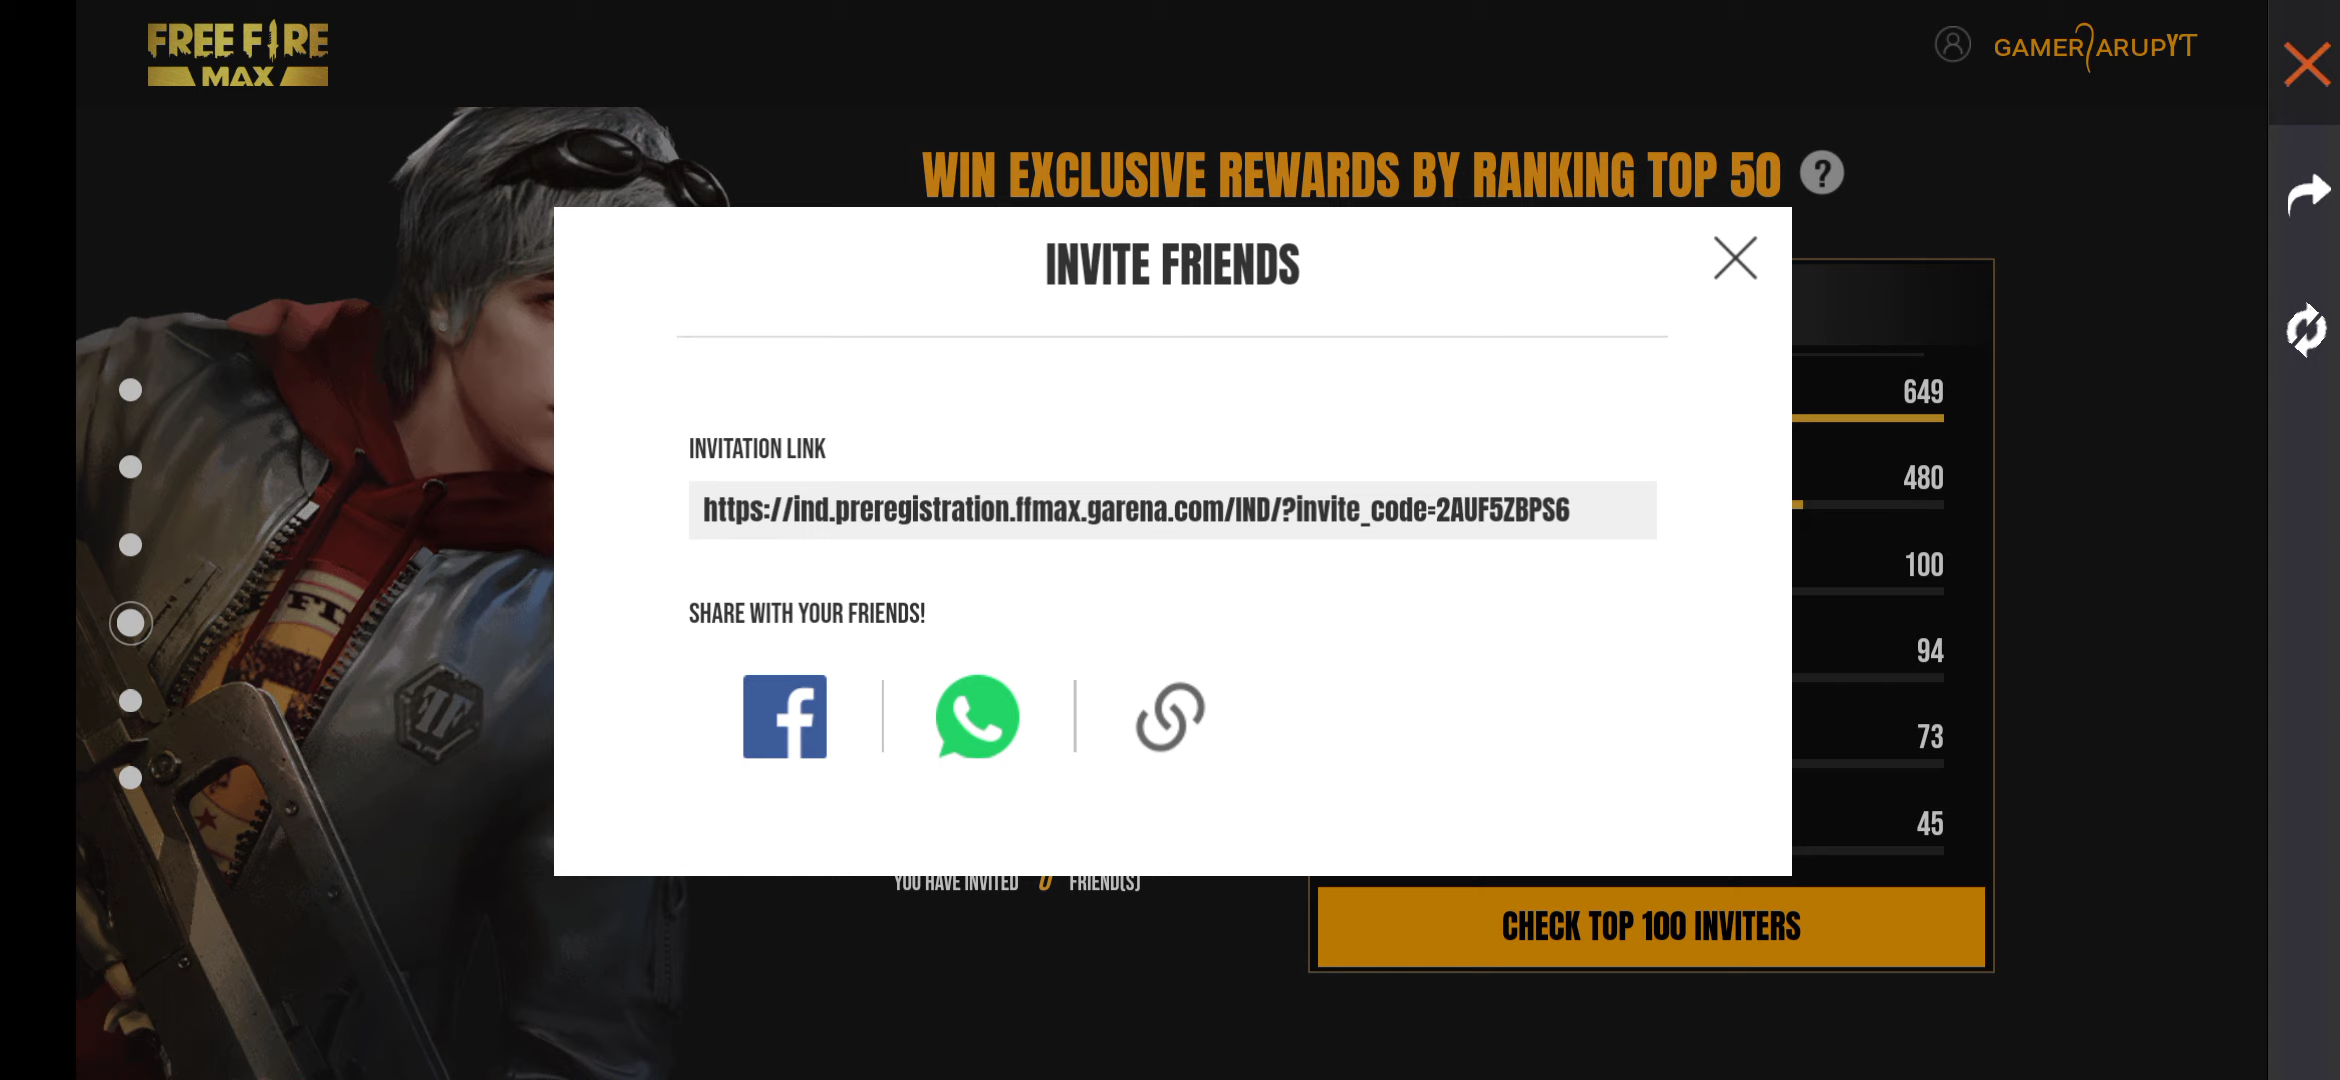 FREE FIRE
MAX
GAMER ARUPYT
WIN EXCLUSIVE REWARDS BY RANKING TOP 50 ?
INVITE FRIENDS
649
INVITATION LINK
480
https://ind.preregistration.ffmax.garena.com/IND/?invite_code=2AUF5ZBPS6
100
SHARE WITH YOUR FRIENDS!
94
73
45
YOU HAVE INVITED 0 FRIEND(S)
CHECK TOP 100 INVITERS